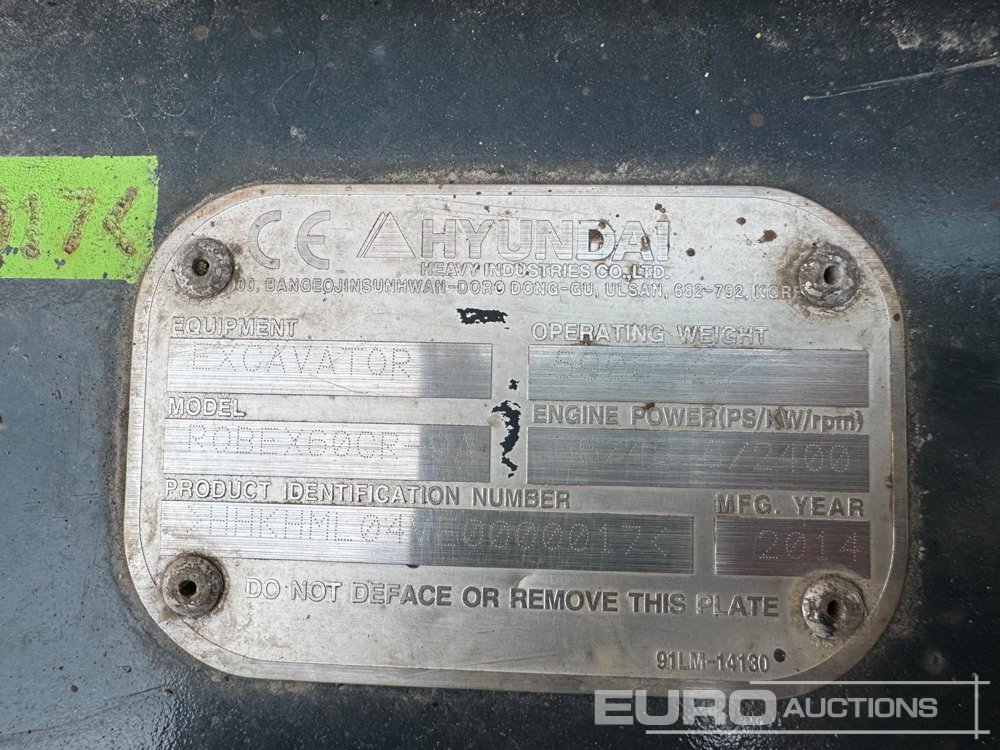 017<
CE HYUNDAI
HEAVY INDUSTRIES CO.,LTD.
BANGEOJINSUNHWAN-DORO DONG-GU, ULSAN, 682-792,
EQUIPMENT
EXCAVATOR
OPERATING WEIGHT
MODEL
ENGINE POWER(PS/KW/rpm)
PRODUCT IDENTIFICATION NUMBER
MFG. YEAR
2014
DO NOT DEFACE OR REMOVE THIS PLATE
91LM-14130
EURO AUCTIONS